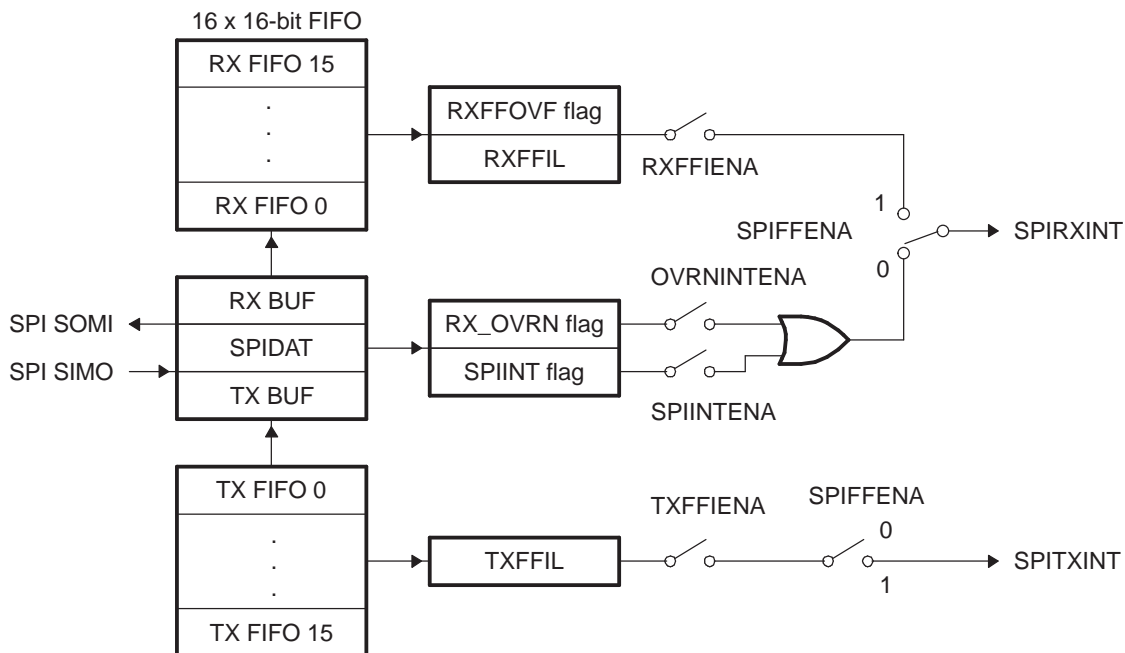 16 x 16-bit FIFO
RX FIFO 15
.
.
.
RX FIFO 0
RXFFOVF flag
RXFFIL
RXFFIENA
1
SPIFFENA
0
SPIRXINT
SPI SOMI
SPI SIMO
RX BUF
SPIDAT
TX BUF
RX_OVRN flag
SPIINT flag
OVRNINTENA
SPIINTENA
TX FIFO 0
.
.
.
TX FIFO 15
TXFFIL
TXFFIENA
SPIFFENA
0
1
SPITXINT